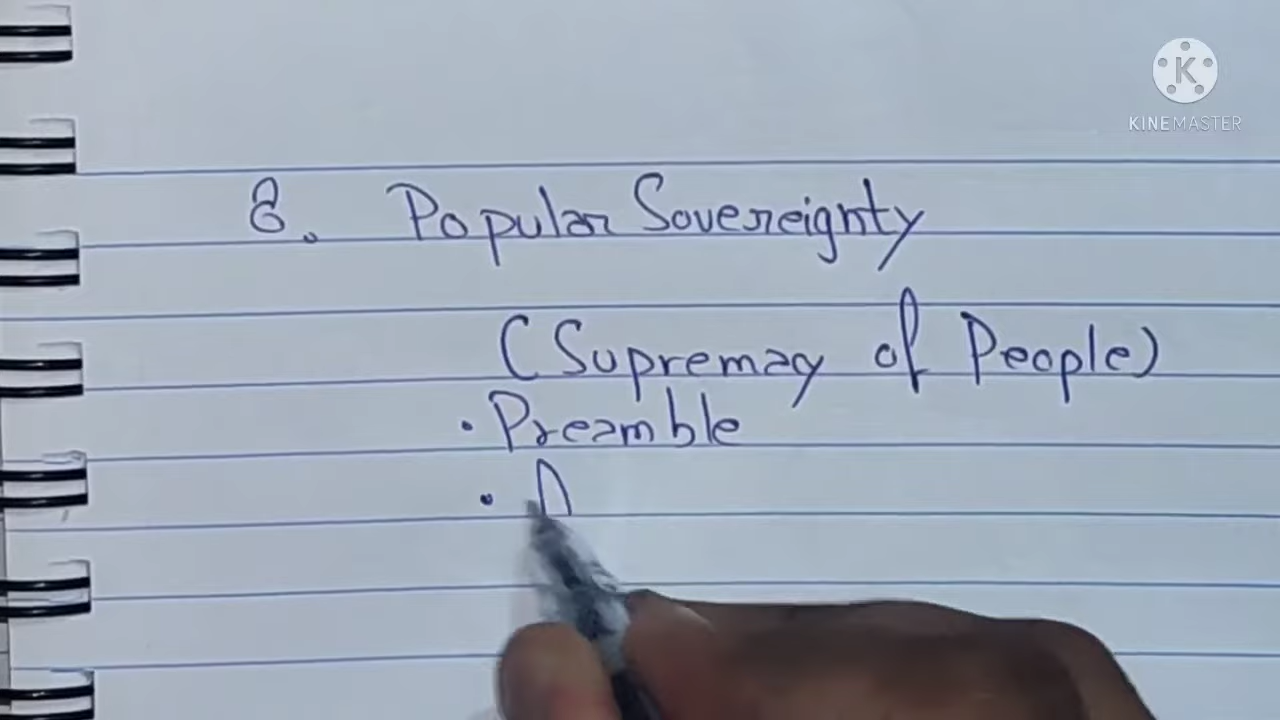 KINEMASTER
8. Popular Sovereignty
(Supremacy of People)
• Preamble
•